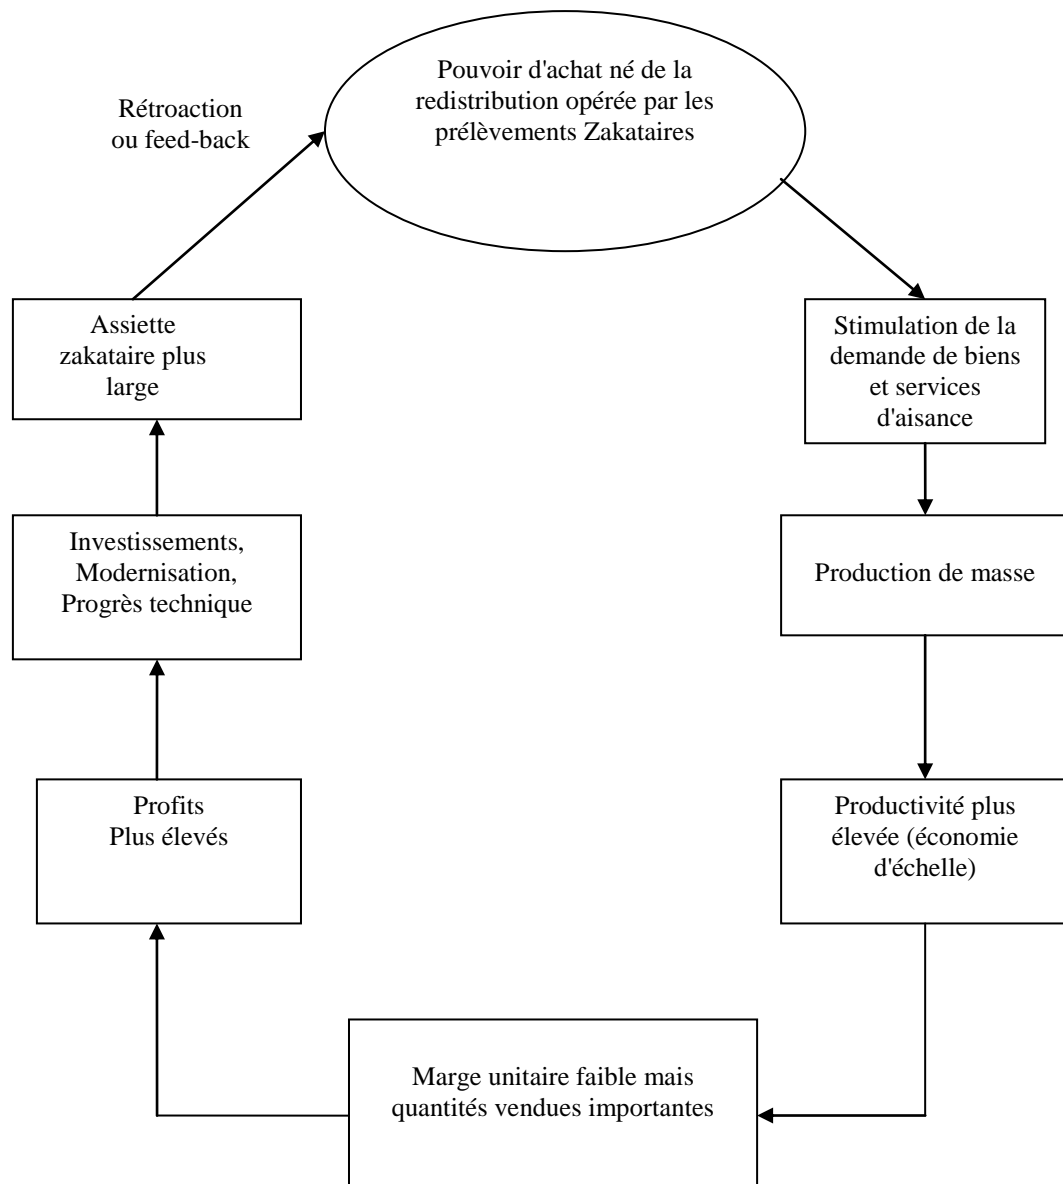 Pouvoir d'achat né de la
redistribution opérée par les
prélèvements Zakataires
Rétroaction
ou feed-back
Stimulation de la
demande de biens
et services
d'aisance
Production de masse
Productivité plus
élevée (économie
d'échelle)
Marge unitaire faible mais
quantités vendues importantes
Profits
Plus élevés
Investissements,
Modernisation,
Progrès technique
Assiette
zakataire plus
large